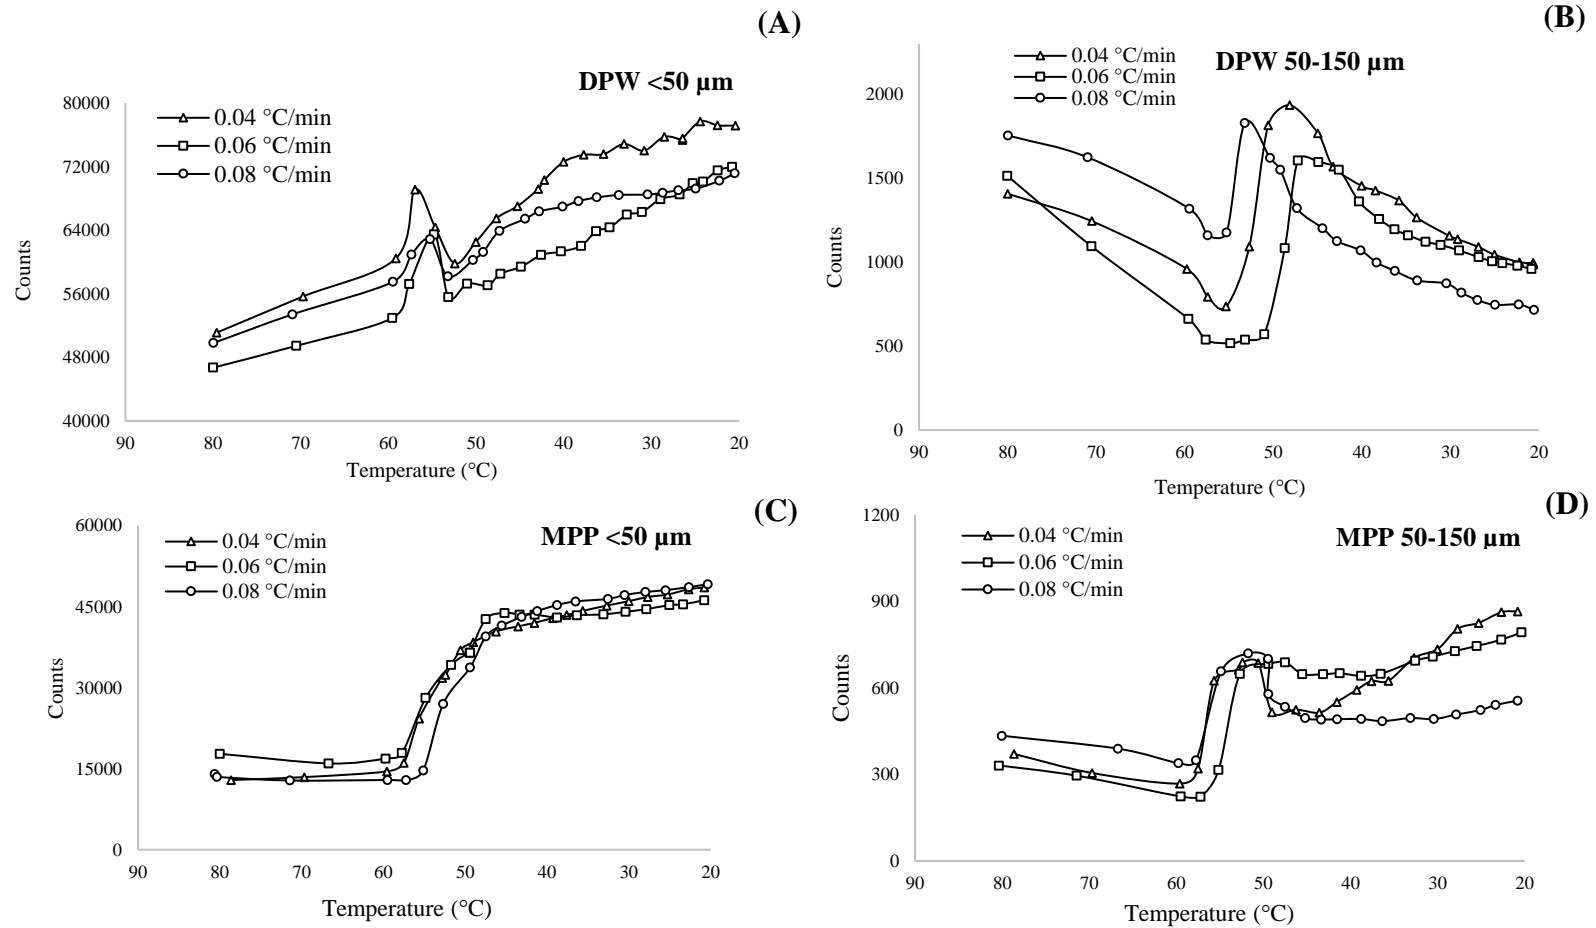 (A)
DPW <50 µm
0.04 °C/min
0.06 °C/min
0.08 °C/min
80000
72000
64000
56000
48000
40000
Counts
90 80 70 60 50 40 30 20
Temperature (°C)
(B)
DPW 50-150 µm
0.04 °C/min
0.06 °C/min
0.08 °C/min
2000
1500
1000
500
0
Counts
90 80 70 60 50 40 30 20
Temperature (°C)
(C)
MPP <50 µm
0.04 °C/min
0.06 °C/min
0.08 °C/min
60000
45000
30000
15000
0
Counts
90 80 70 60 50 40 30 20
Temperature (°C)
(D)
MPP 50-150 µm
0.04 °C/min
0.06 °C/min
0.08 °C/min
1200
900
600
300
0
Counts
90 80 70 60 50 40 30 20
Temperature (°C)